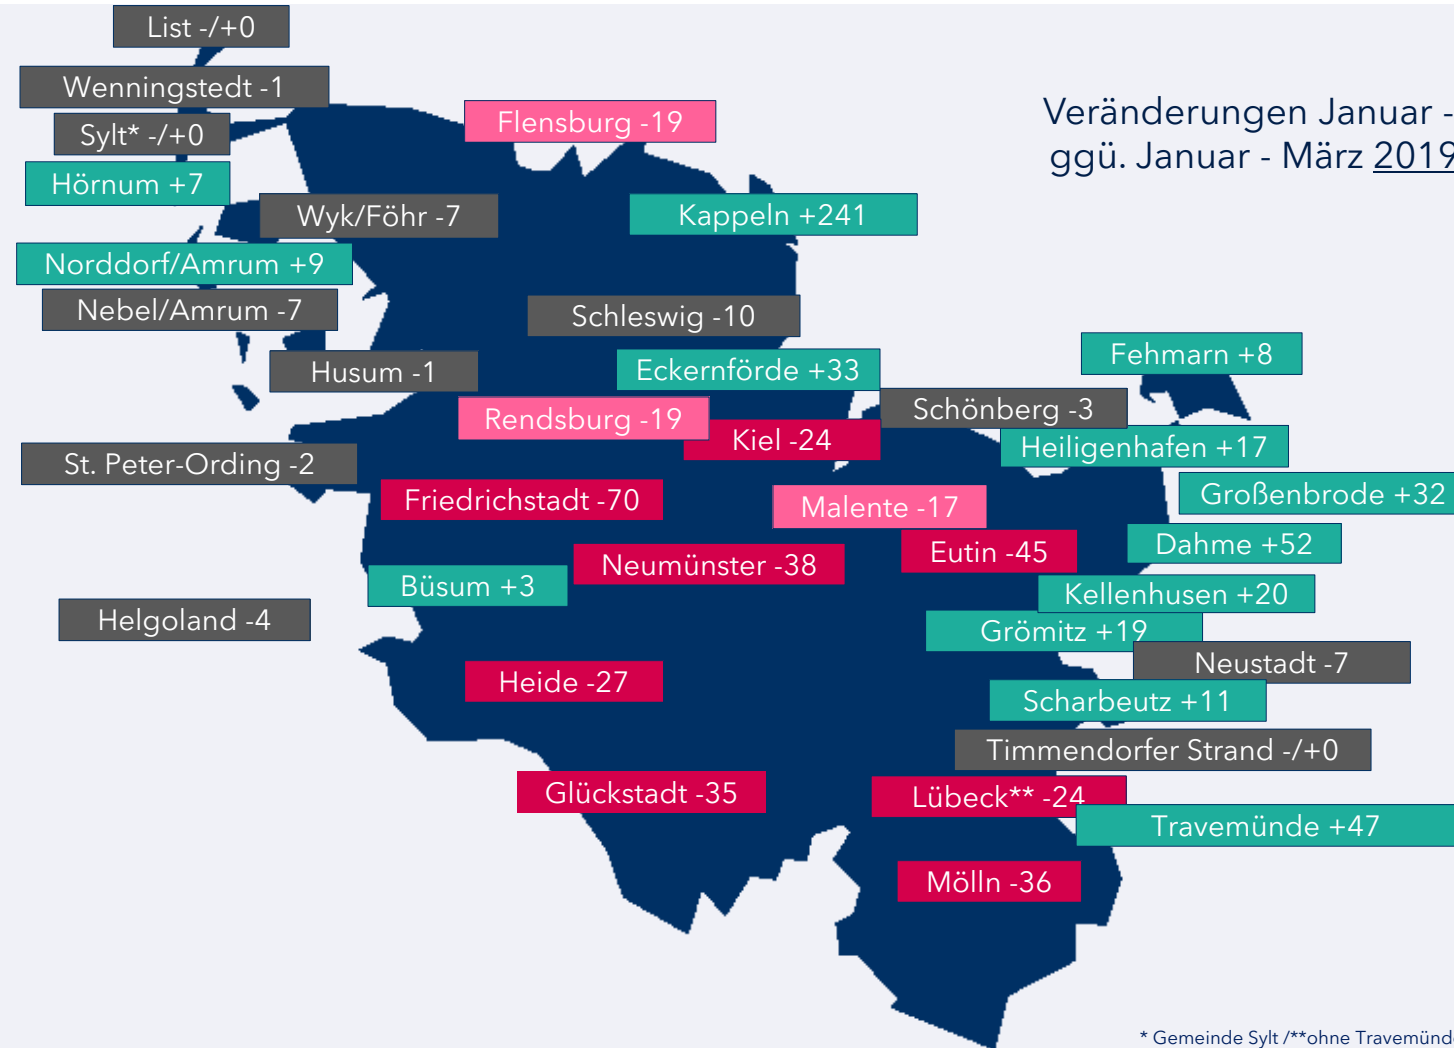 List -/+0
Wenningstedt -1
Sylt* -/+0
Hörnum +7
Flensburg -19
Veränderungen Januar -
ggü. Januar - März 2019
Wyk/Föhr -7
Kappeln +241
Norddorf/Amrum +9
Nebel/Amrum -7
Schleswig -10
Husum -1
Eckernförde +33
Fehmarn +8
Rendsburg -19
Schönberg -3
Kiel -24
Heiligenhafen +17
St. Peter-Ording -2
Friedrichstadt -70
Malente -17
Großenbrode +32
Neumünster -38
Eutin -45
Dahme +52
Büsum +3
Kellenhusen +20
Helgoland -4
Grömitz +19
Neustadt -7
Heide -27
Scharbeutz +11
Timmendorfer Strand -/+0
Glückstadt -35
Lübeck** -24
Travemünde +47
Mölln -36
* Gemeinde Sylt /**ohne Travemünd